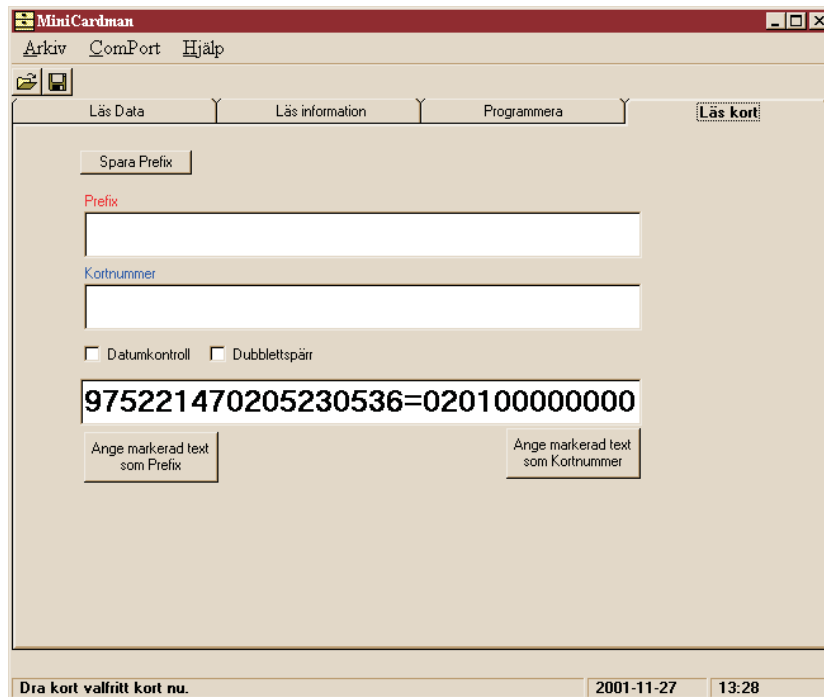 MiniCardman
Arkiv ComPort Hjälp
Läs Data Läs information Programmera Läs kort
Spara Prefix
Prefix
Kortnummer
Datumkontroll Dubblettspärr
975221470205230536=020100000000
Ange markerad text
som Prefix
Ange markerad text
som Kortnummer
Dra kort valfritt kort nu. 2001-11-27 13:28